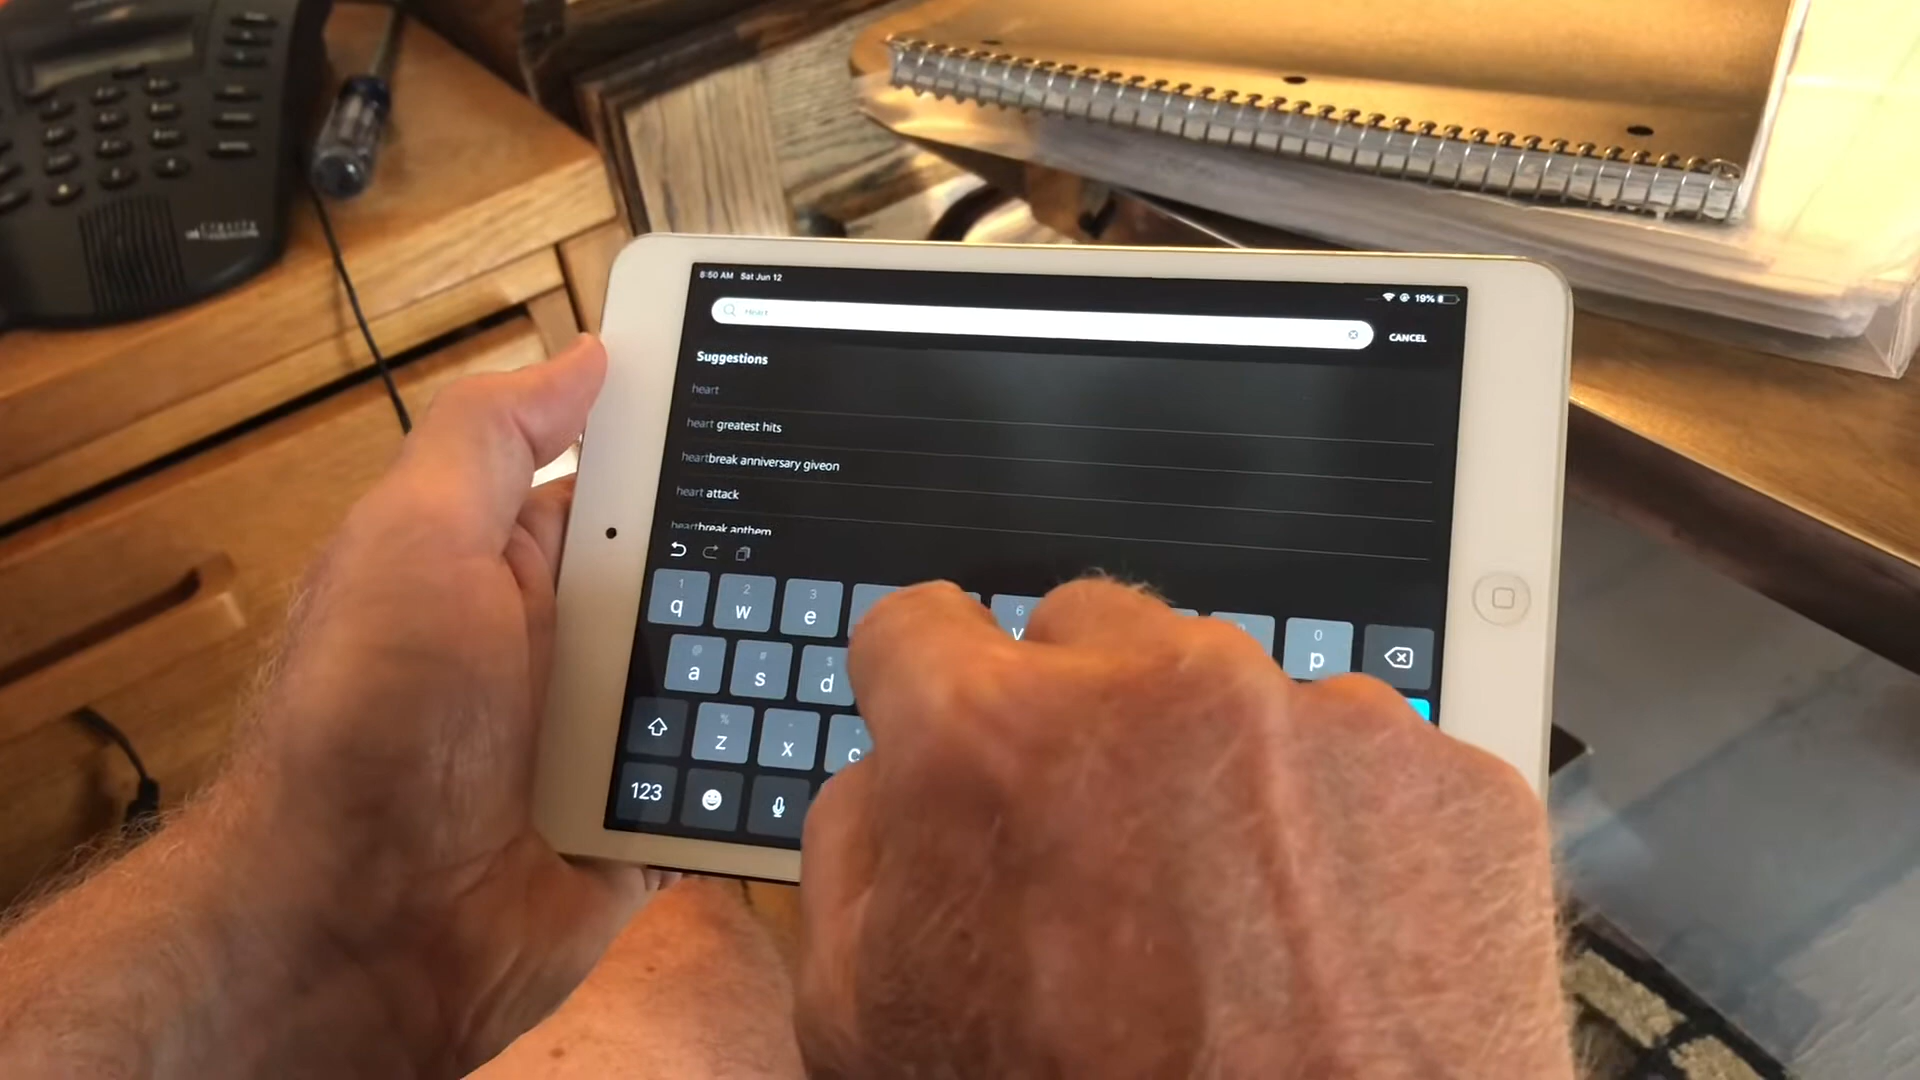 8:50 AM Sat Jun 12
19%
Heart
CANCEL
Suggestions
heart
heart greatest hits
heartbreak anniversary giveon
heart attack
heartbreak anthem
1 2 3 6 0
q w e p
@ # $
a s d
% -
z x c
123